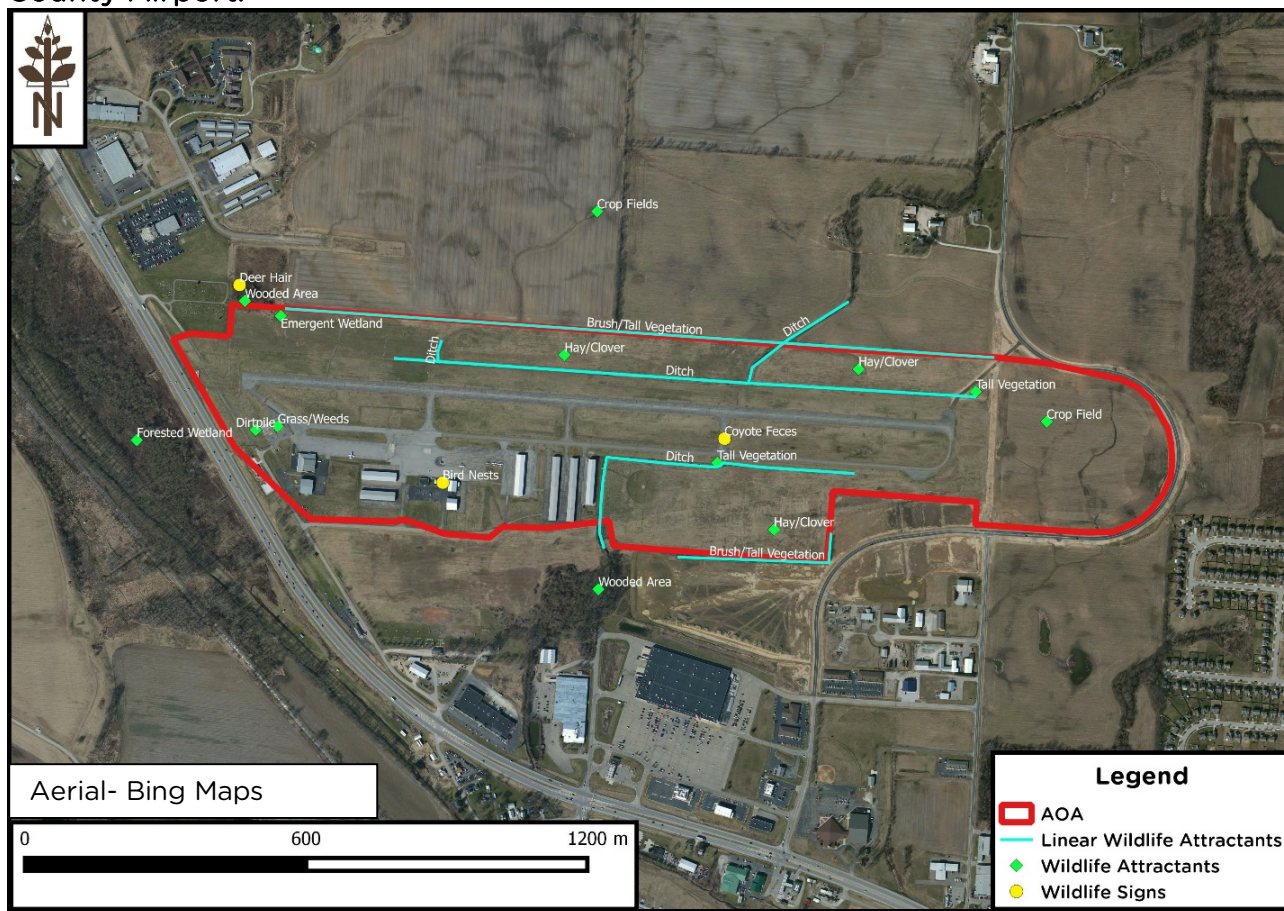 County Airport.
N
Crop Fields
Deer Hair
Wooded Area
Emergent Wetland
Brush/Tall Vegetation
Ditch
Ditch
Hay/Clover
Hay/Clover
Ditch
Tall Vegetation
Crop Field
Dirtpile
Grass/Weeds
Forested Wetland
Coyote Feces
Ditch
Tall Vegetation
Bird Nests
Hay/Clover
Brush/Tall Vegetation
Wooded Area
Aerial- Bing Maps
0 600 1200 m
Legend
AOA
Linear Wildlife Attractants
Wildlife Attractants
Wildlife Signs